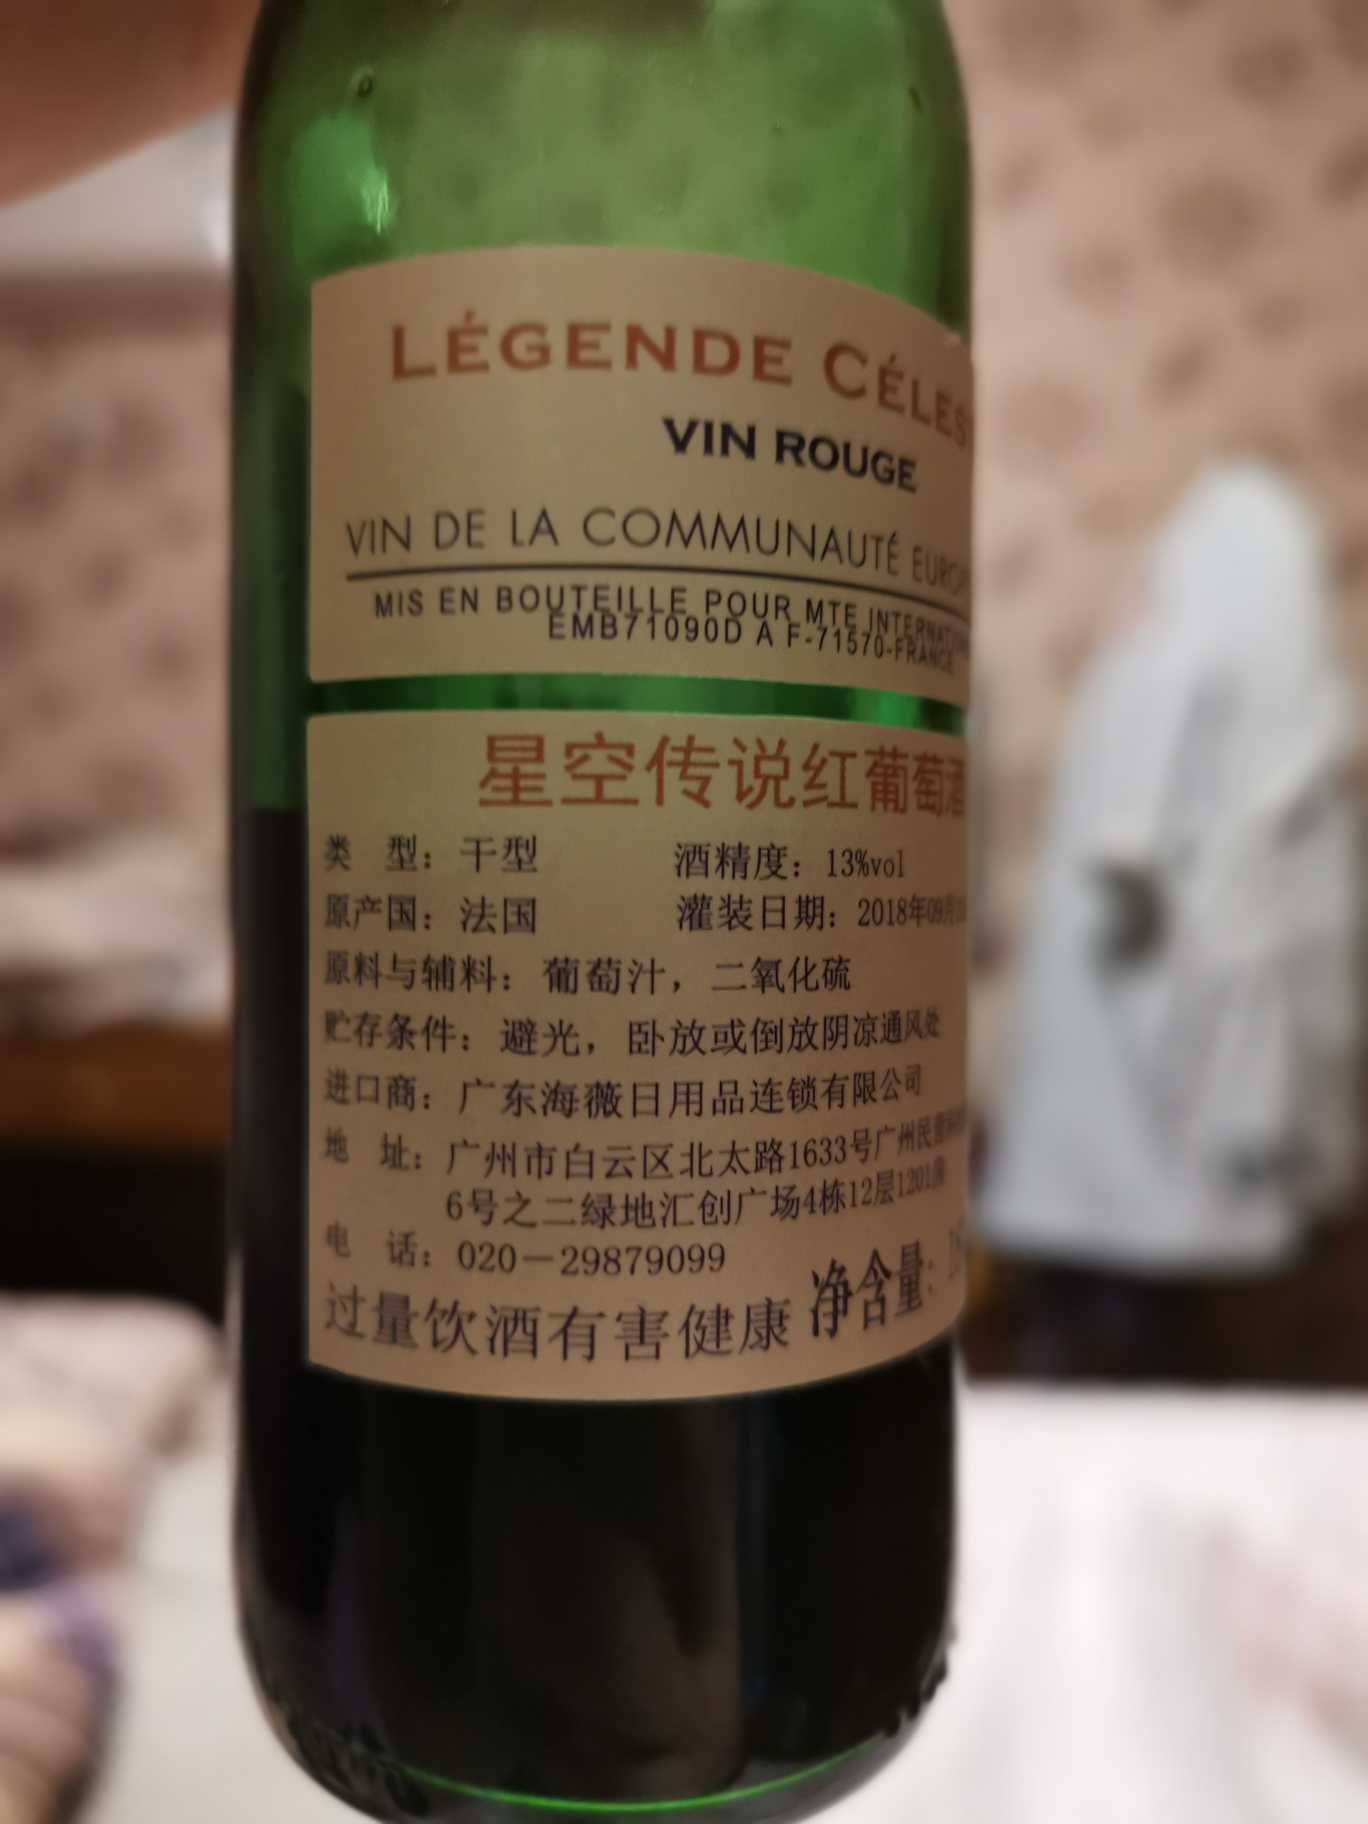 LÉGENDE CÉLES
VIN ROUGE
VIN DE LA COMMUNAUTÉ EURO
MIS EN BOUTEILLE POUR MTE INTERNATION
EMB71090D A F-71570-FRANCE
星空传说红葡萄酒
类 型：干型 酒精度：13%vol
原产国：法国 灌装日期：2018年09月
原料与辅料：葡萄汁，二氧化硫
贮存条件：避光，卧放或倒放阴凉通风处
进口商：广东海薇日用品连锁有限公司
地 址：广州市白云区北太路1633号广州民营
6号之二绿地汇创广场4栋12层1201
电 话：020-29879099
过量饮酒有害健康 净含量：